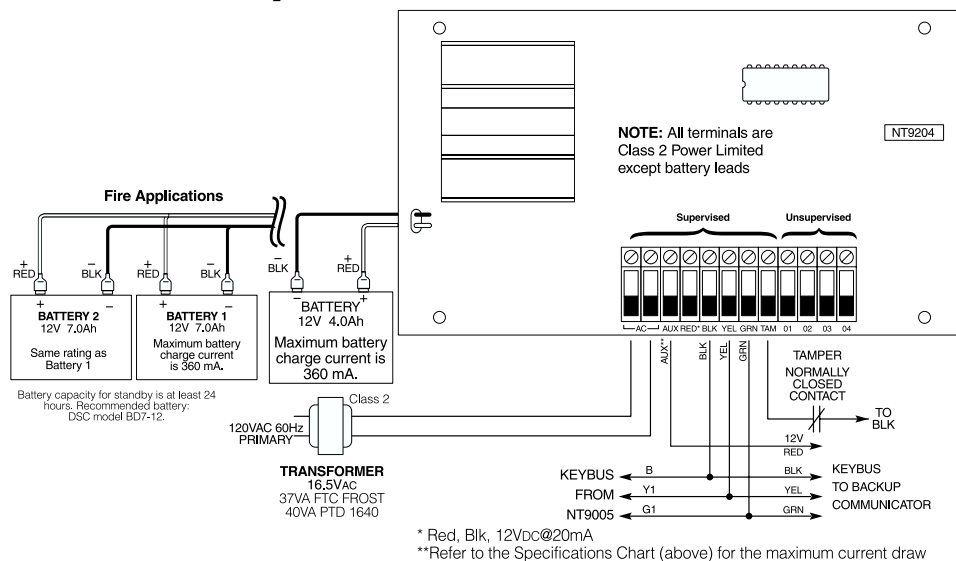 NOTE: All terminals are
Class 2 Power Limited
except battery leads
NT9204
Fire Applications
Supervised
Unsupervised
+
RED
–
BLK
+
RED
–
BLK
–
BLK
+
RED
+ –
BATTERY 2
12V 7.0Ah
Same rating as
Battery 1
+ –
BATTERY 1
12V 7.0Ah
Maximum battery
charge current
is 360 mA.
– +
BATTERY
12V 4.0Ah
Maximum battery
charge current is
360 mA.
AC AUX RED* BLK YEL GRN TAM 01 02 03 04
AUX**
BLK
YEL
GRN
Battery capacity for standby is at least 24
hours. Recommended battery:
DSC model BD7-12.
TAMPER
NORMALLY
CLOSED
CONTACT
TO
BLK
Class 2
120VAC 60Hz
PRIMARY
TRANSFORMER
16.5VAC
37VA FTC FROST
40VA PTD 1640
12V
RED
KEYBUS B BLK KEYBUS
FROM Y1 YEL TO BACKUP
NT9005 G1 GRN COMMUNICATOR
* Red, Blk, 12VDC@20mA
**Refer to the Specifications Chart (above) for the maximum current draw